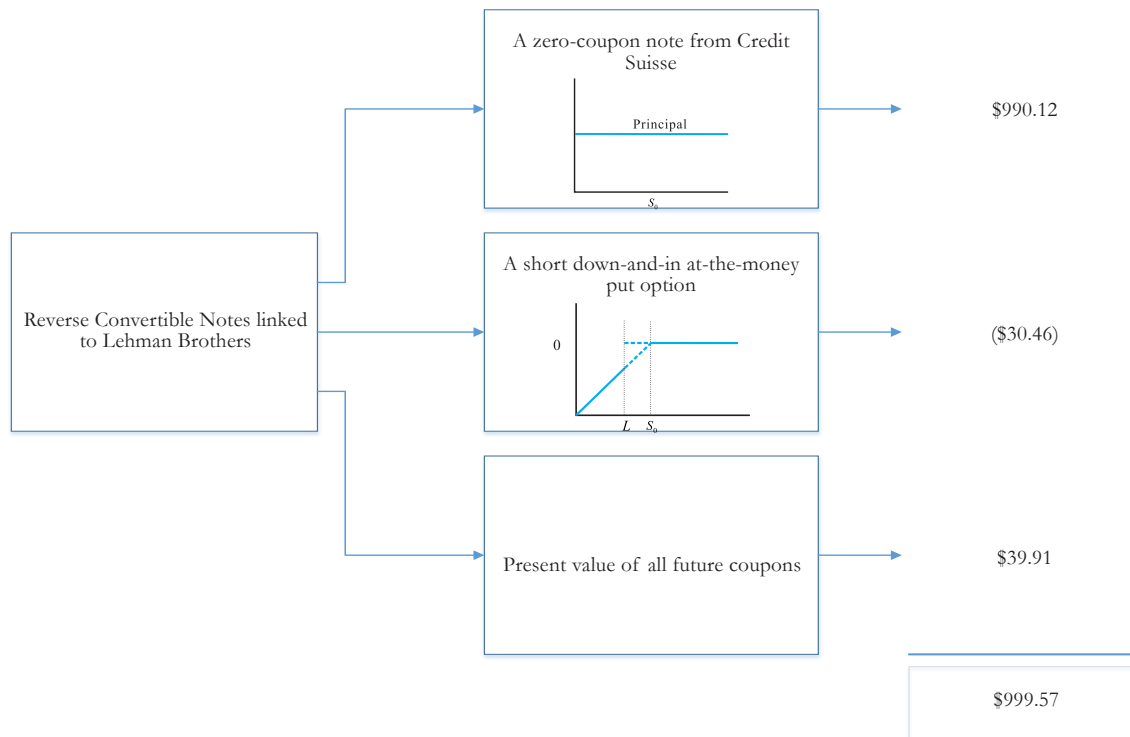 A zero-coupon note from Credit
Suisse
Principal
S₀
$990.12
Reverse Convertible Notes linked
to Lehman Brothers
A short down-and-in at-the-money
put option
0
L S₀
($30.46)
Present value of all future coupons
$39.91
$999.57